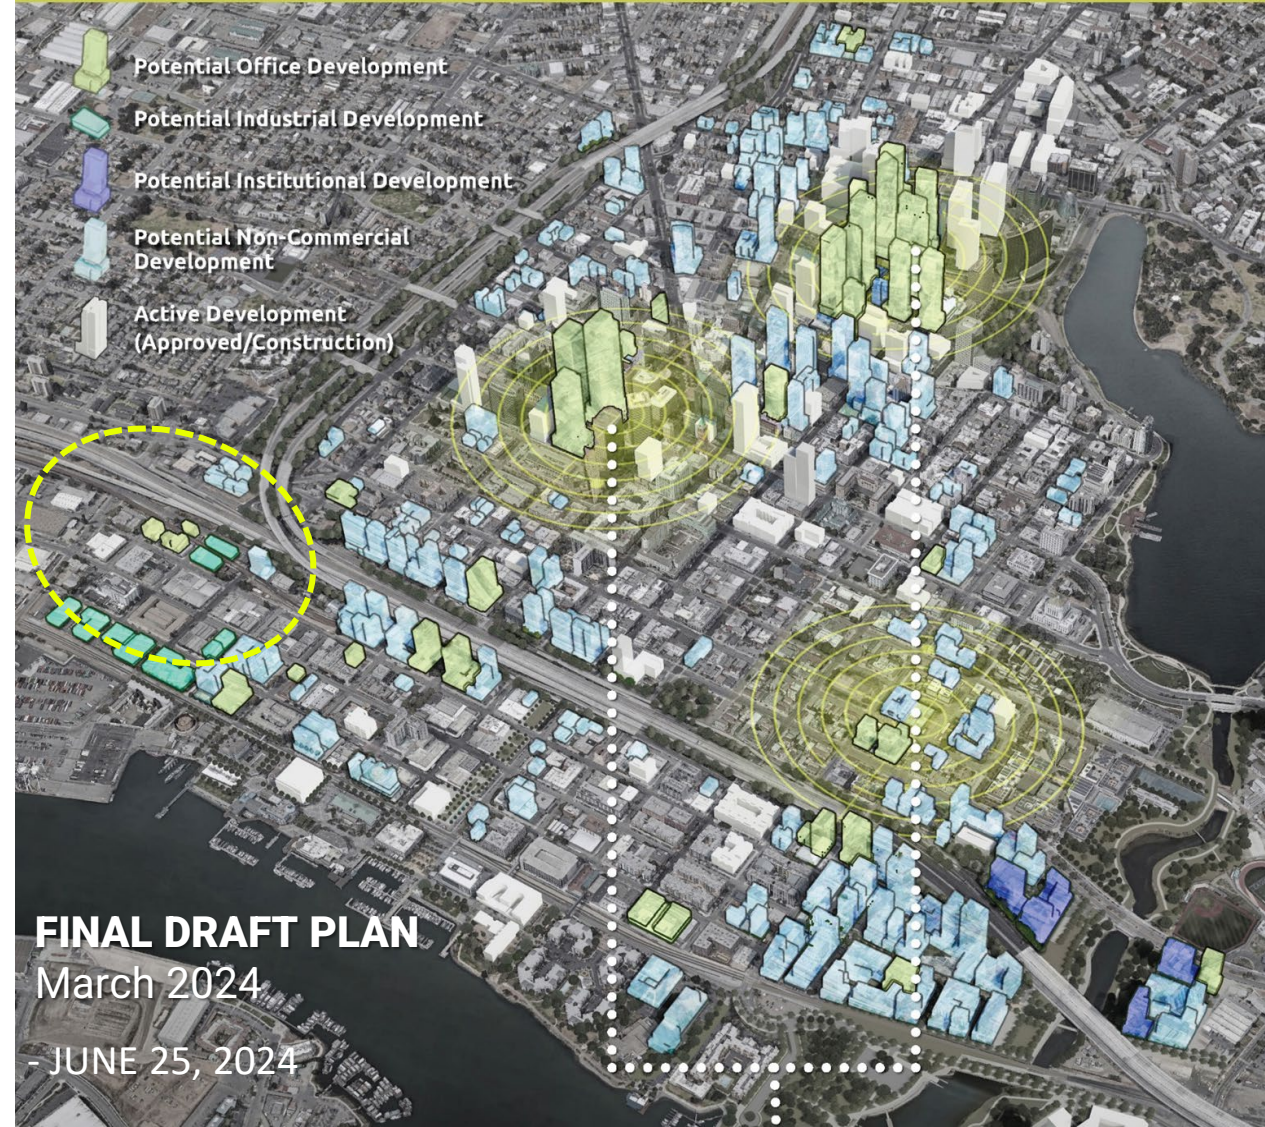 Potential Office Development
Potential Industrial Development
Potential Institutional Development
Potential Non-Commercial
Development
Active Development
(Approved/Construction)
FINAL DRAFT PLAN
March 2024
- JUNE 25, 2024